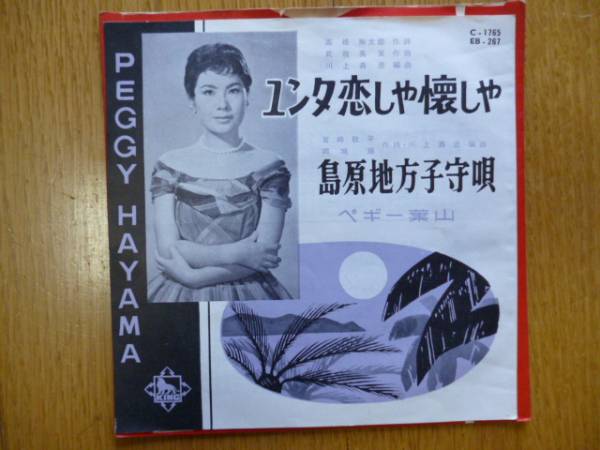 C-1765
EB-267
ユンタ恋しや懐しや
島原地方子守唄
ペギー葉山
PEGGY HAYAMA
KING